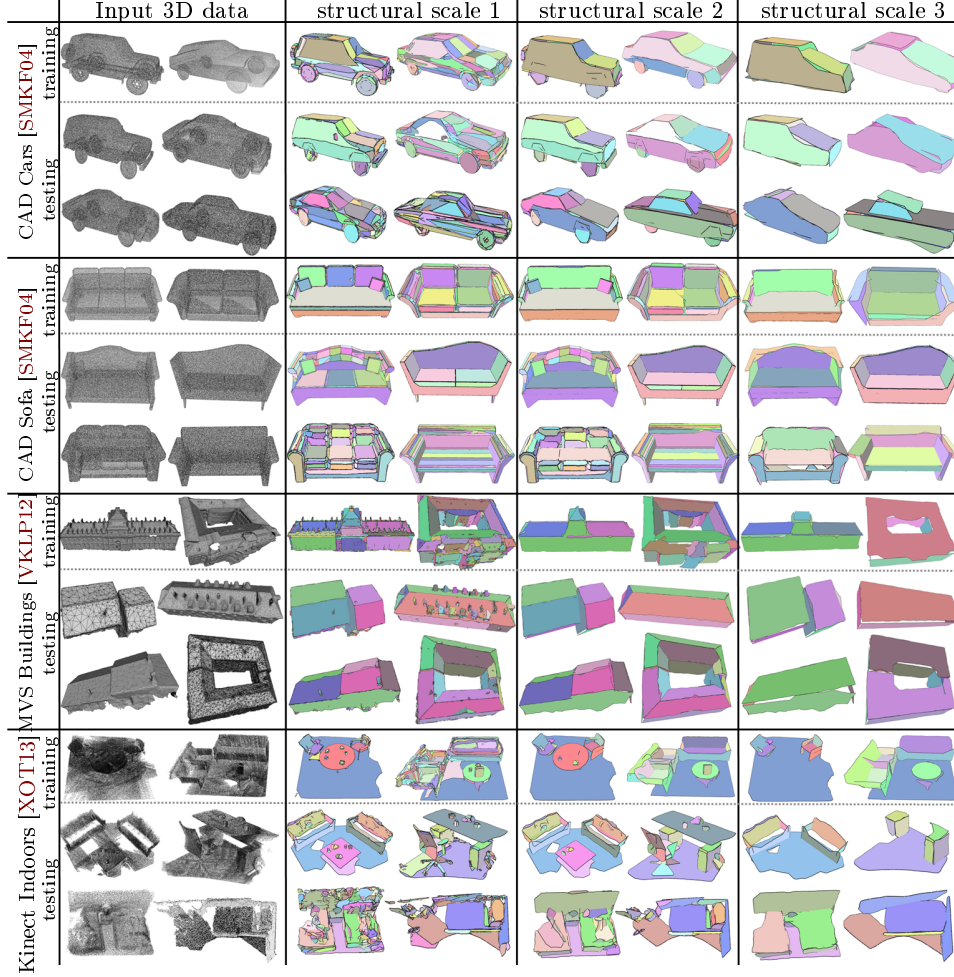 Input 3D data
structural scale 1
structural scale 2
structural scale 3
CAD Cars [SMKF04]
training
testing
CAD Sofa [SMKF04]
training
testing
MVS Buildings [VKLP12]
training
testing
Kinect Indoors [XOT13]
training
testing